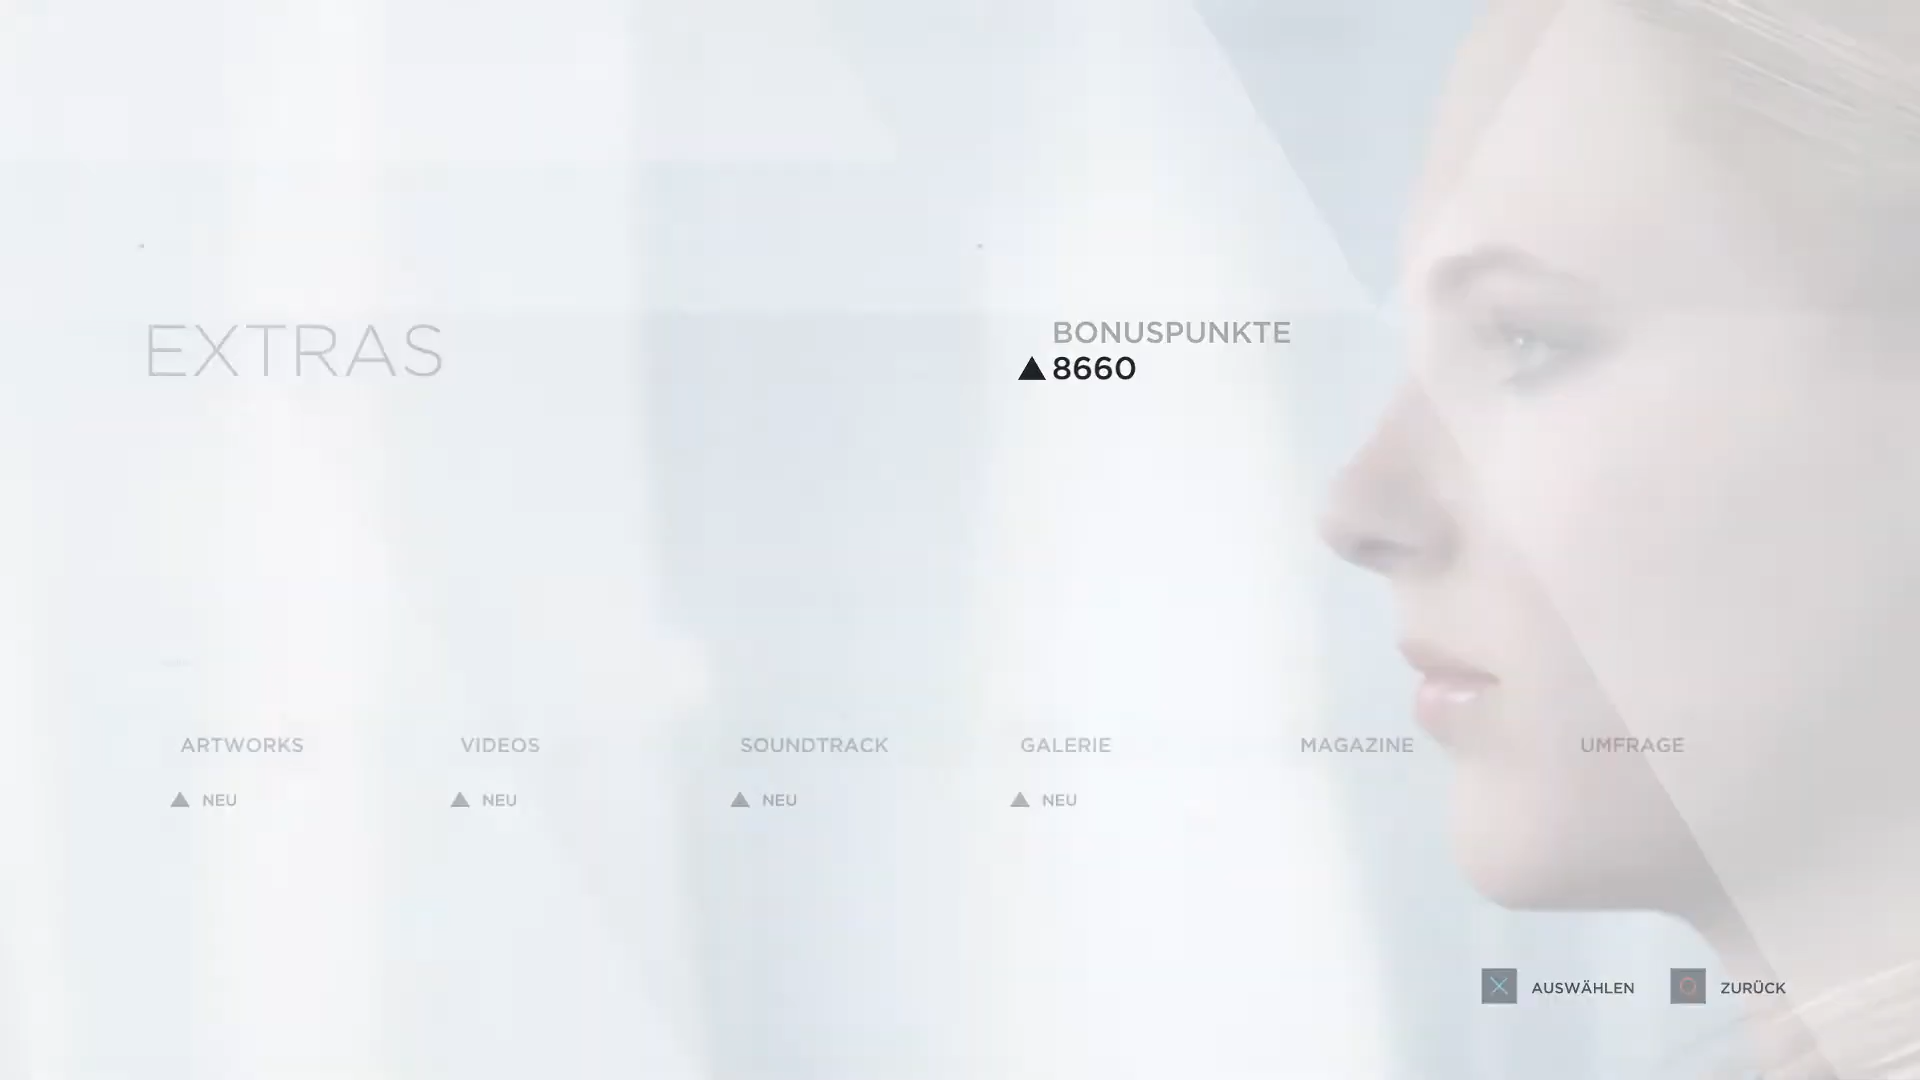 EXTRAS
BONUSPUNKTE
8660
ARTWORKS
VIDEOS
SOUNDTRACK
GALERIE
MAGAZINE
UMFRAGE
NEU
NEU
NEU
NEU
AUSWÄHLEN
ZURÜCK